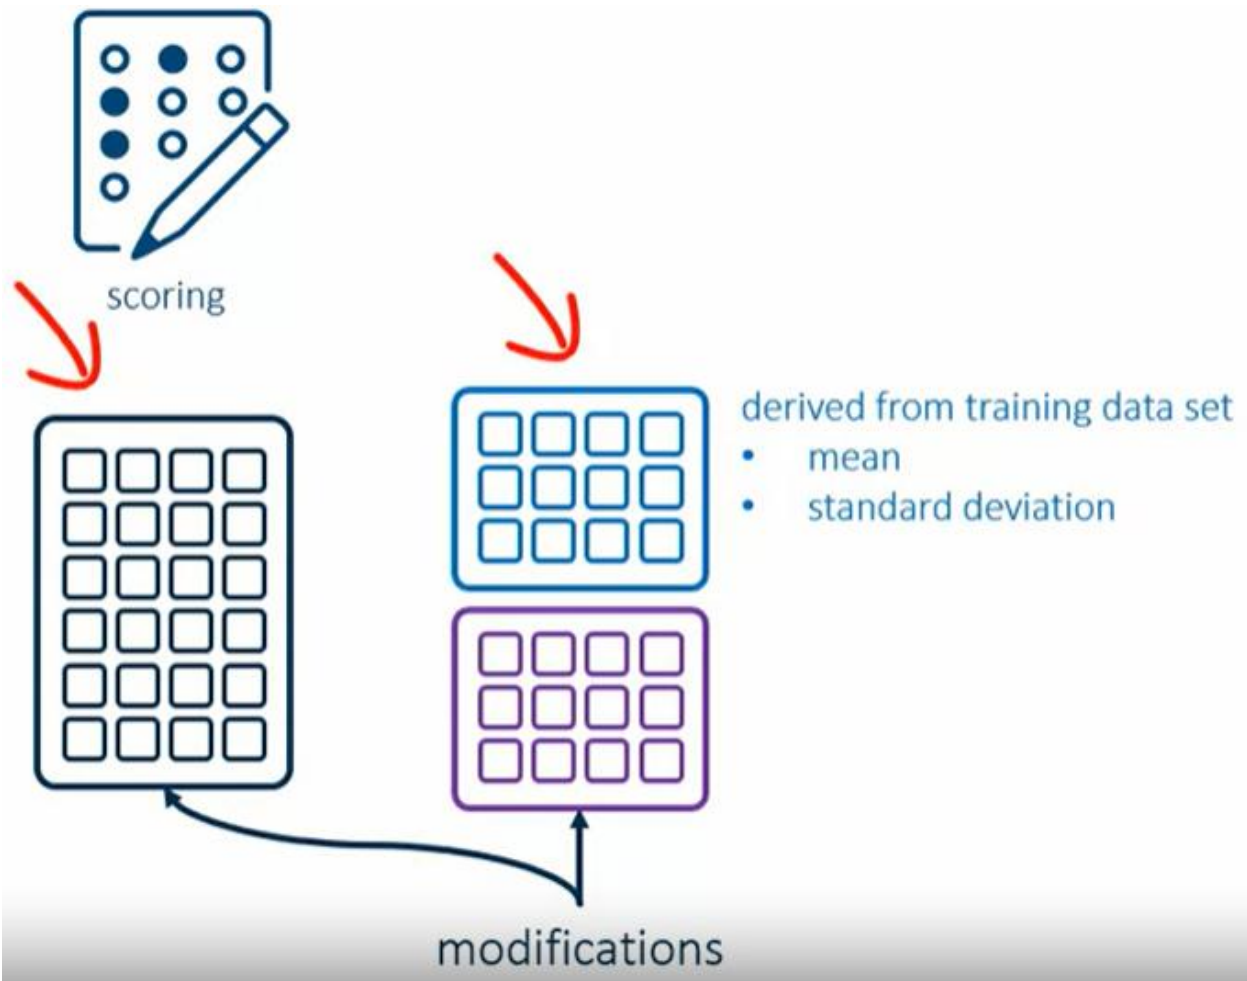 scoring
derived from training data set
• mean
• standard deviation
modifications